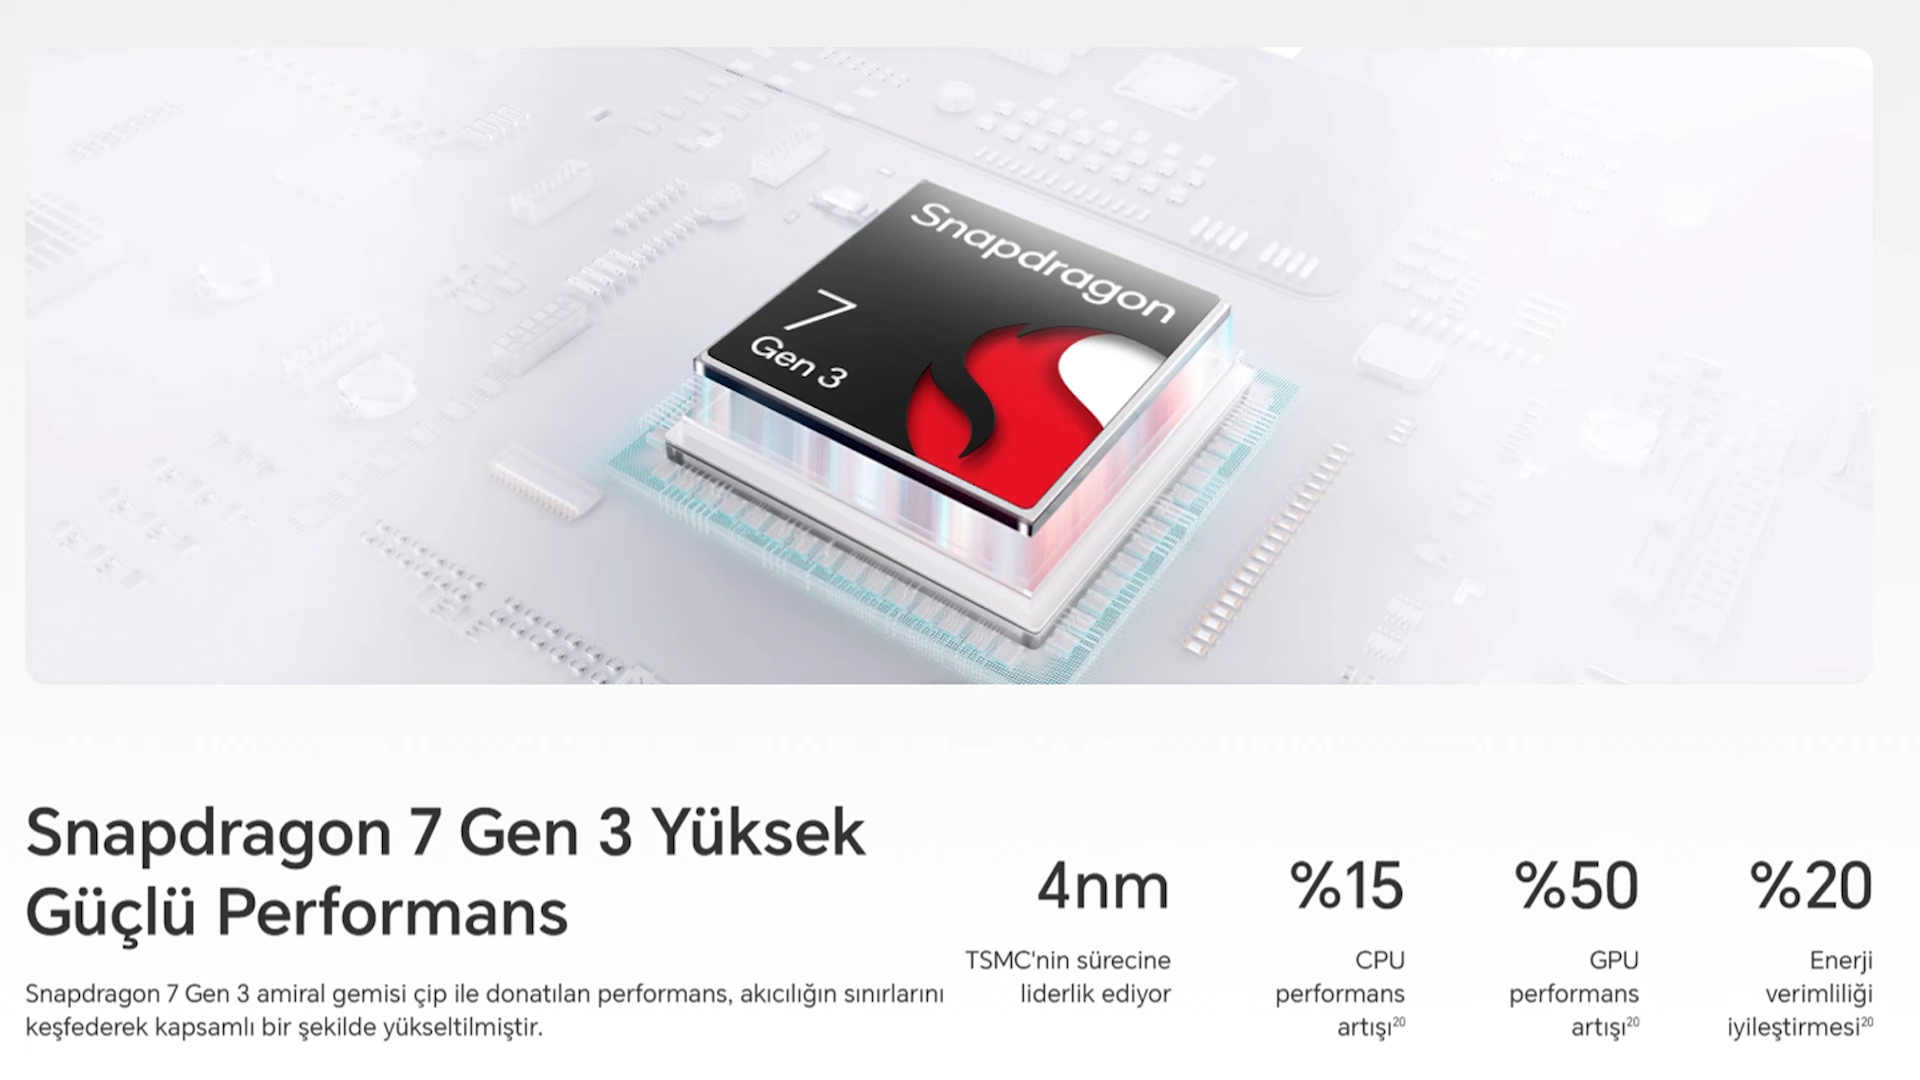 Snapdragon
7
Gen 3
Snapdragon 7 Gen 3 Yüksek
Güçlü Performans
Snapdragon 7 Gen 3 amiral gemisi çip ile donatılan performans, akıcılığın sınırlarını
keşfederek kapsamlı bir şekilde yükseltilmiştir.
4nm
TSMC'nin sürecine
liderlik ediyor
%15
CPU
performans
artışı20
%50
GPU
performans
artışı20
%20
Enerji
verimliliği
iyileştirmesi20